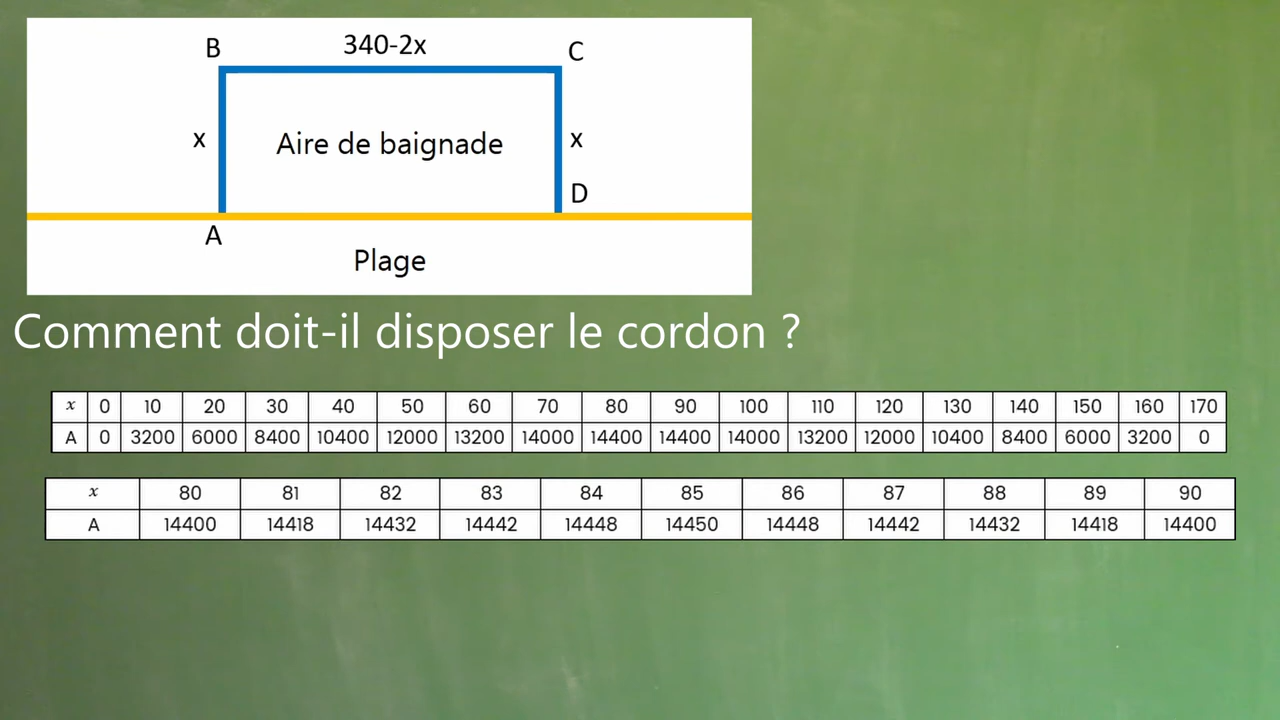 B 340-2x C
x Aire de baignade x
D
A
Plage
Comment doit-il disposer le cordon ?
x 0 10 20 30 40 50 60 70 80 90 100 110 120 130 140 150 160 170
A 0 3200 6000 8400 10400 12000 13200 14000 14400 14400 14000 13200 12000 10400 8400 6000 3200 0
x 80 81 82 83 84 85 86 87 88 89 90
A 14400 14418 14432 14442 14448 14450 14448 14442 14432 14418 14400